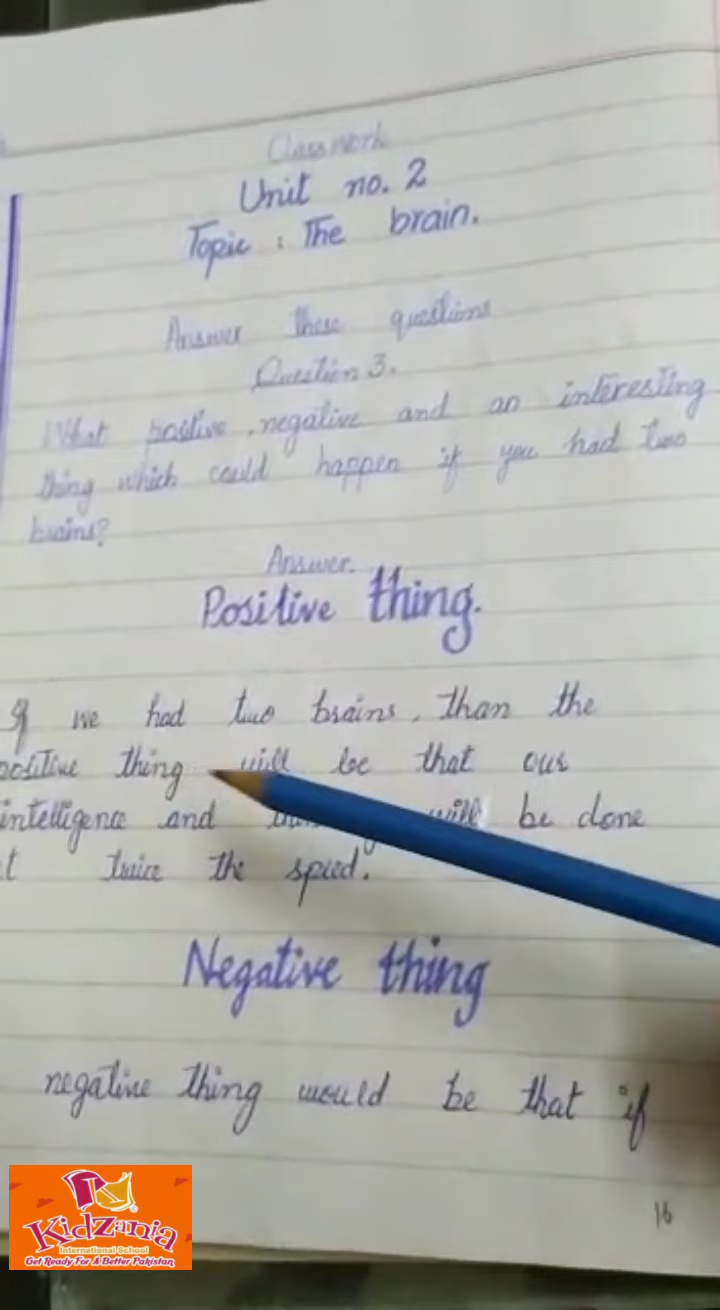 Classwork
Unit no. 2
Topic : The brain.
Answer these questions
Question 3.
What positive, negative and an interesting
thing which could happen if you had two
brains?
Answer.
Positive thing.
If we had two brains, than the
positive thing will be that our
intelligence and will be done
twice the speed.
Negative thing
negative thing would be that if
16
KidZania
International School
Get Ready For A Better Pakistan